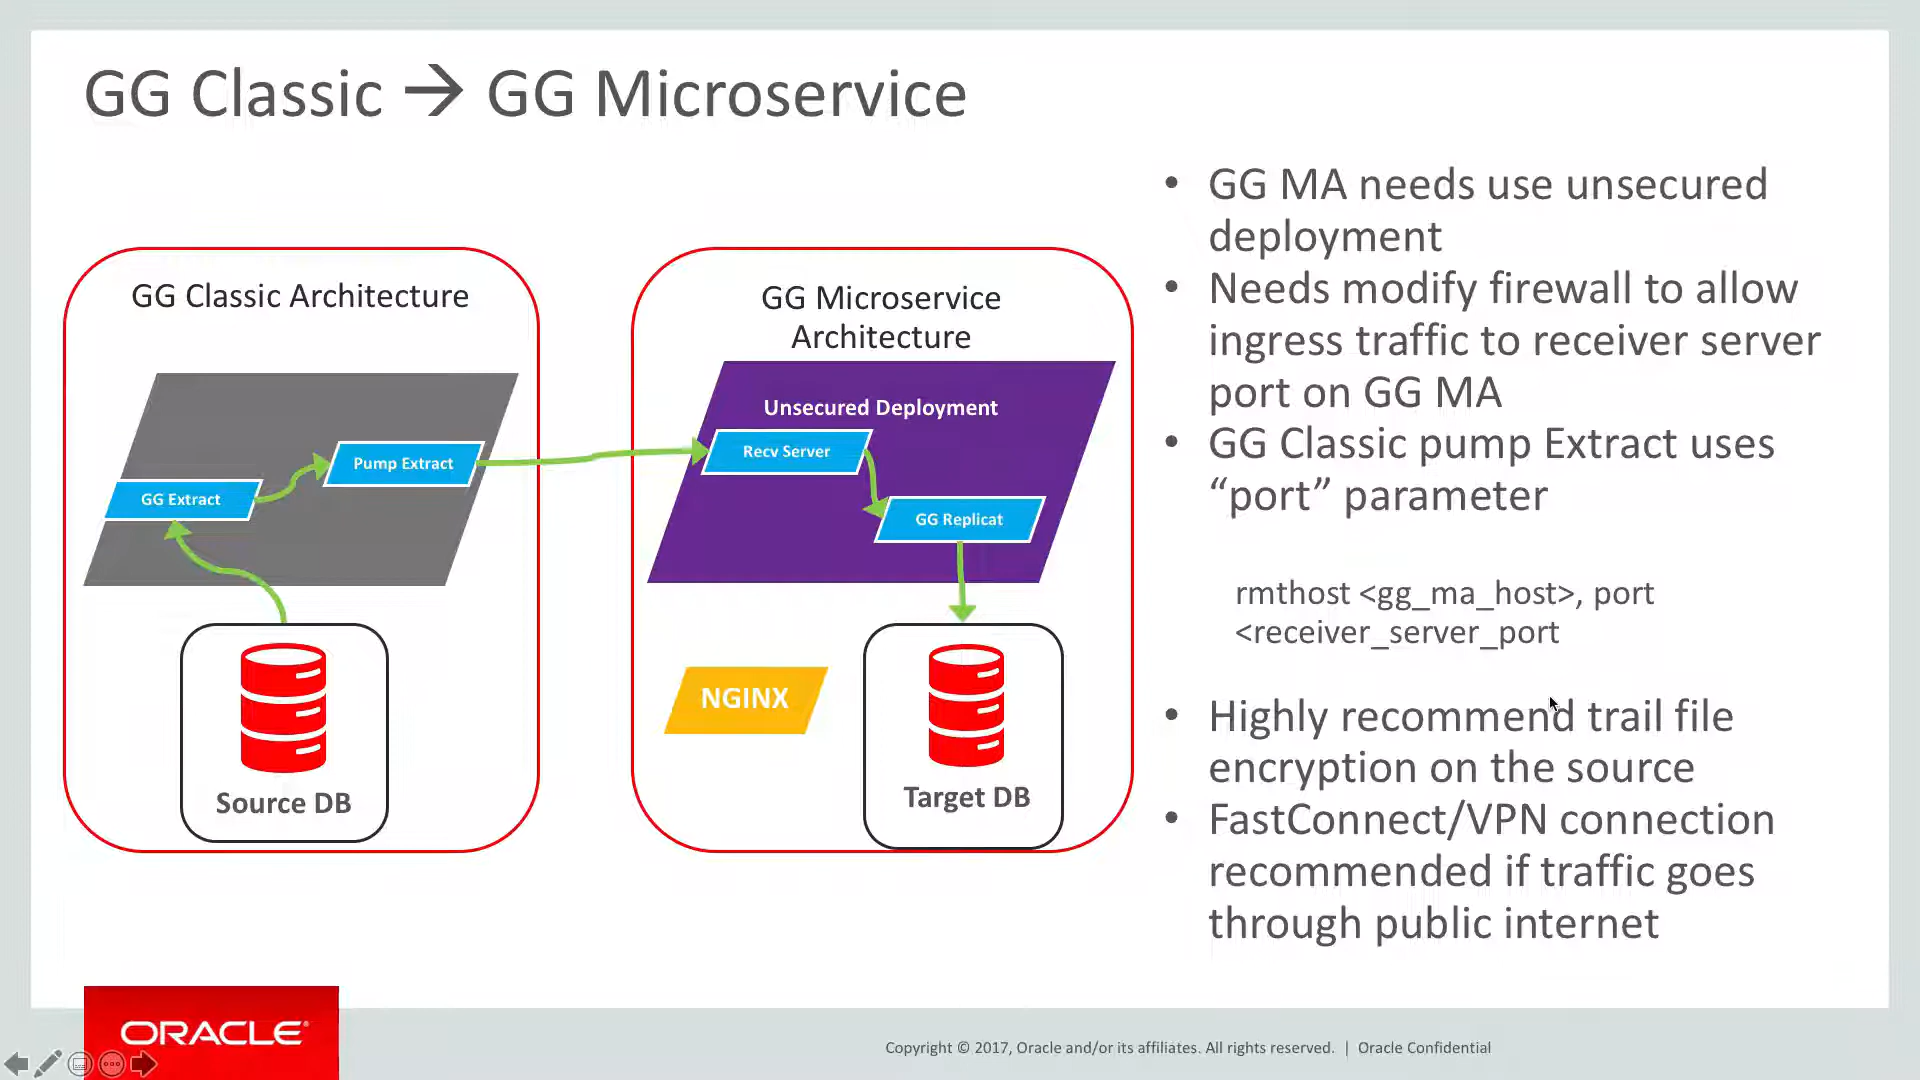 GG Classic → GG Microservice
GG Classic Architecture
Pump Extract
GG Extract
Source DB
GG Microservice
Architecture
Unsecured Deployment
Recv Server
GG Replicat
NGINX
Target DB
• GG MA needs use unsecured
deployment
• Needs modify firewall to allow
ingress traffic to receiver server
port on GG MA
• GG Classic pump Extract uses
“port” parameter
rmthost <gg_ma_host>, port
<receiver_server_port
• Highly recommend trail file
encryption on the source
• FastConnect/VPN connection
recommended if traffic goes
through public internet
ORACLE®
Copyright © 2017, Oracle and/or its affiliates. All rights reserved. | Oracle Confidential